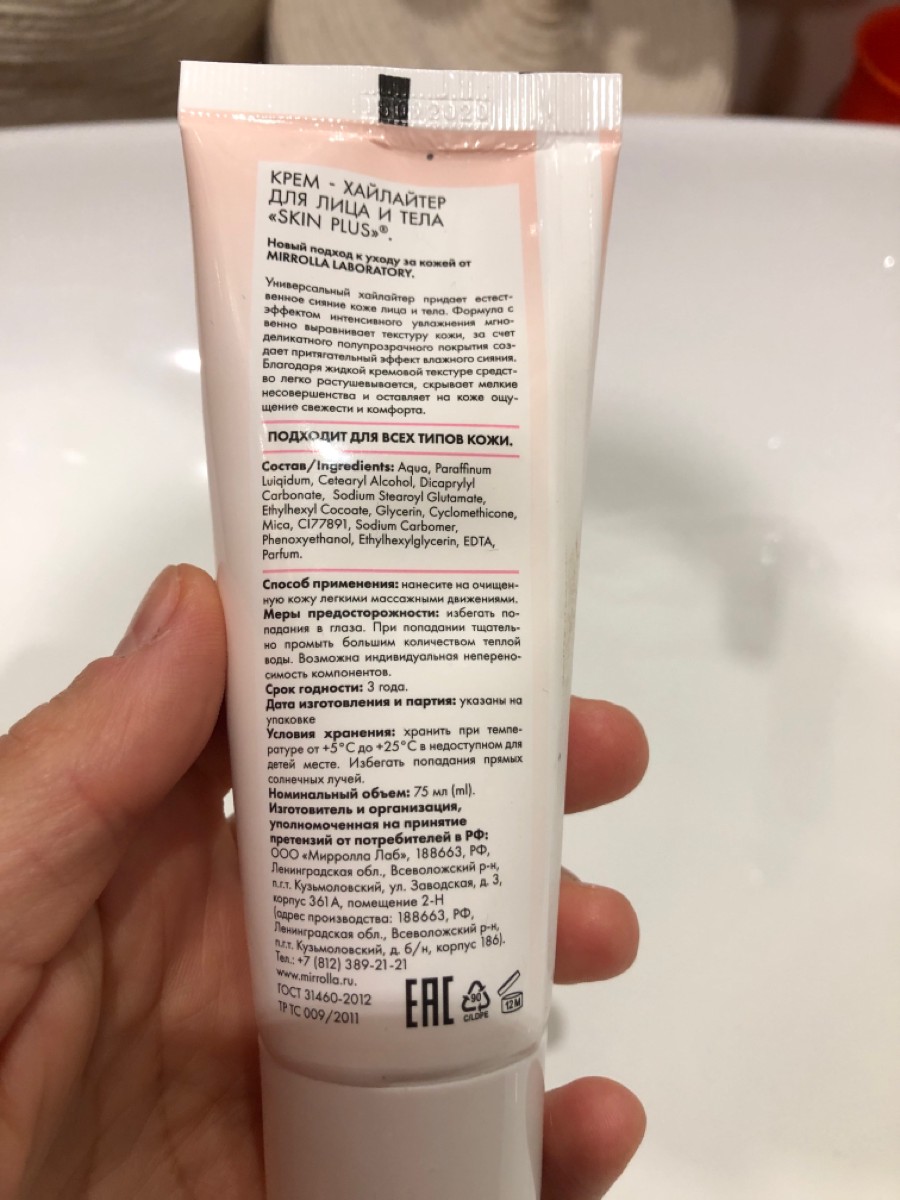 2020
КРЕМ - ХАЙЛАЙТЕР
ДЛЯ ЛИЦА И ТЕЛА
«SKIN PLUS»®.
Новый подход к уходу за кожей от
MIRROLLA LABORATORY.
Универсальный хайлайтер придает естест-
венное сияние коже лица и тела. Формула с
эффектом интенсивного увлажнения мгно-
венно выравнивает текстуру кожи, за счет
деликатного полупрозрачного покрытия соз-
дает притягательный эффект влажного сияния.
Благодаря жидкой кремовой текстуре средст-
во легко растушевывается, скрывает мелкие
несовершенства и оставляет на коже ощу-
щение свежести и комфорта.
ПОДХОДИТ ДЛЯ ВСЕХ ТИПОВ КОЖИ.
Состав/Ingredients: Aqua, Paraffinum
Luiqidum, Cetearyl Alcohol, Dicaprylyl
Carbonate, Sodium Stearoyl Glutamate,
Ethylhexyl Cocoate, Glycerin, Cyclomethicone,
Mica, CI77891, Sodium Carbomer,
Phenoxyethanol, Ethylhexylglycerin, EDTA,
Parfum.
Способ применения: нанесите на очищен-
ную кожу легкими массажными движениями.
Меры предосторожности: избегать по-
падания в глаза. При попадании тщатель-
но промыть большим количеством теплой
воды. Возможна индивидуальная неперено-
симость компонентов.
Срок годности: 3 года.
Дата изготовления и партия: указаны на
упаковке
Условия хранения: хранить при темпе-
ратуре от +5°C до +25°C в недоступном для
детей месте. Избегать попадания прямых
солнечных лучей.
Номинальный объем: 75 мл (ml).
Изготовитель и организация,
уполномоченная на принятие
претензий от потребителей в РФ:
ООО «Мирролла Лаб», 188663, РФ,
Ленинградская обл., Всеволожский р-н,
п.г.т. Кузьмоловский, ул. Заводская, д. 3,
корпус 361А, помещение 2-Н
(адрес производства: 188663, РФ,
Ленинградская обл., Всеволожский р-н,
п.г.т. Кузьмоловский, д. б/н, корпус 186).
Тел.: +7 (812) 389-21-21
www.mirrolla.ru.
ГОСТ 31460-2012
ТР ТС 009/2011
EAC
90
C/LDPE
12 M